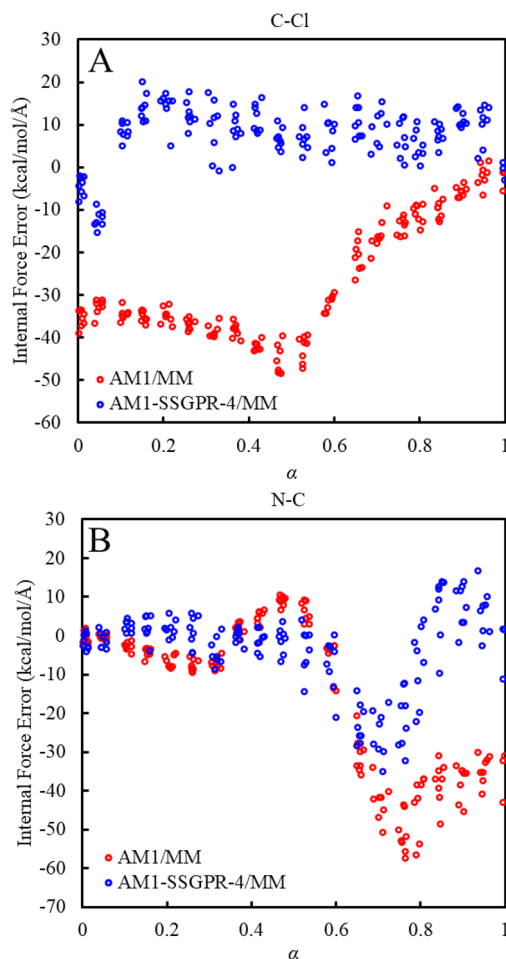 C-Cl
A
Internal Force Error (kcal/mol/Å)
30
20
10
0
-10
-20
-30
-40
-50
-60
AM1/MM
AM1-SSGPR-4/MM
0 0.2 0.4 0.6 0.8 1
α
N-C
B
Internal Force Error (kcal/mol/Å)
30
20
10
0
-10
-20
-30
-40
-50
-60
-70
AM1/MM
AM1-SSGPR-4/MM
0 0.2 0.4 0.6 0.8 1
α